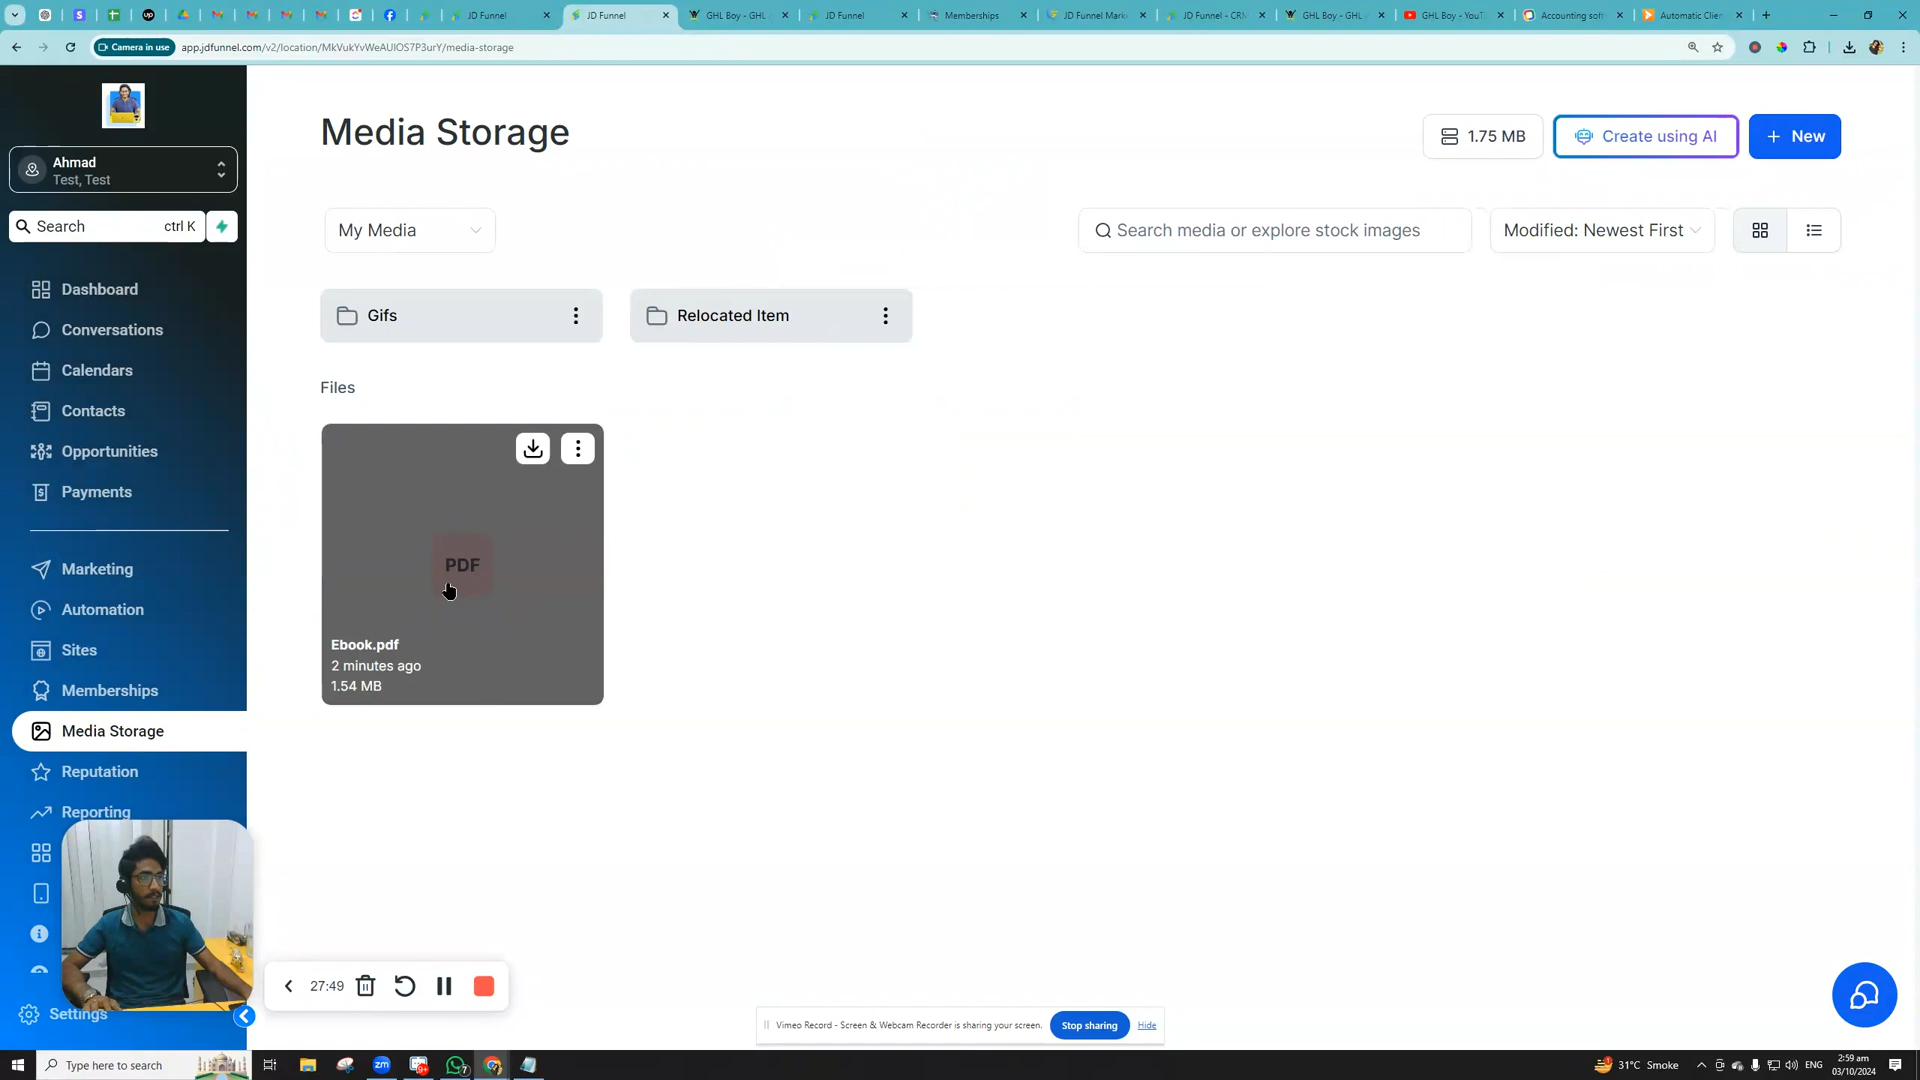 JD Funnel
JD Funnel
GHL Boy - GHL
JD Funnel
Memberships
JD Funnel Mark
JD Funnel - CRM
GHL Boy - GHL
GHL Boy - YouT
Accounting soft
Automatic Clien
Camera in use
app.jdfunnel.com/v2/location/MkVukYvWeAUIOS7P3urY/media-storage
Ahmad
Test, Test
Search ctrl K
Dashboard
Conversations
Calendars
Contacts
Opportunities
Payments
Marketing
Automation
Sites
Memberships
Media Storage
Reputation
Reporting
Settings
Media Storage
1.75 MB
Create using AI
+ New
My Media
Search media or explore stock images
Modified: Newest First
Gifs
Relocated Item
Files
PDF
Ebook.pdf
2 minutes ago
1.54 MB
27:49
Vimeo Record - Screen & Webcam Recorder is sharing your screen.
Stop sharing
Hide
Type here to search
zm
9+
7
31°C Smoke
ENG
2:59 am
03/10/2024